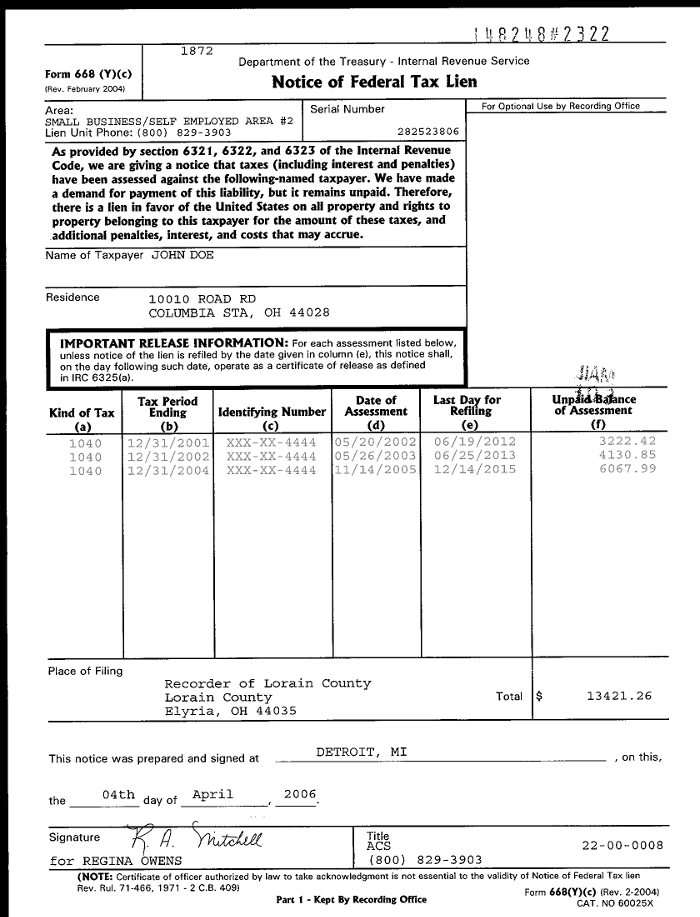 148248#2322
1872
Department of the Treasury - Internal Revenue Service
Form 668 (Y)(c)
(Rev. February 2004)
Notice of Federal Tax Lien
Area:
SMALL BUSINESS/SELF EMPLOYED AREA #2
Lien Unit Phone: (800) 829-3903
Serial Number
282523806
For Optional Use by Recording Office
As provided by section 6321, 6322, and 6323 of the Internal Revenue
Code, we are giving a notice that taxes (including interest and penalties)
have been assessed against the following-named taxpayer. We have made
a demand for payment of this liability, but it remains unpaid. Therefore,
there is a lien in favor of the United States on all property and rights to
property belonging to this taxpayer for the amount of these taxes, and
additional penalties, interest, and costs that may accrue.
Name of Taxpayer JOHN DOE
Residence
10010 ROAD RD
COLUMBIA STA, OH 44028
IMPORTANT RELEASE INFORMATION: For each assessment listed below,
unless notice of the lien is refiled by the date given in column (e), this notice shall,
on the day following such date, operate as a certificate of release as defined
in IRC 6325(a).
Kind of Tax (a) Tax Period Ending (b) Identifying Number (c) Date of Assessment (d) Last Day for Refiling (e) Unpaid Balance of Assessment (f)
1040 12/31/2001 XXX-XX-4444 05/20/2002 06/19/2012 3222.42
1040 12/31/2002 XXX-XX-4444 05/26/2003 06/25/2013 4130.85
1040 12/31/2004 XXX-XX-4444 11/14/2005 12/14/2015 6067.99
Place of Filing
Recorder of Lorain County
Lorain County
Elyria, OH 44035
Total $ 13421.26
This notice was prepared and signed at DETROIT, MI , on this,
the 04th day of April , 2006.
Signature R. A. Mitchell
for REGINA OWENS
Title
ACS 22-00-0008
(800) 829-3903
(NOTE: Certificate of officer authorized by law to take acknowledgment is not essential to the validity of Notice of Federal Tax lien
Rev. Rul. 71-466, 1971 - 2 C.B. 409)
Part 1 - Kept By Recording Office
Form 668(Y)(c) (Rev. 2-2004)
CAT. NO 60025X